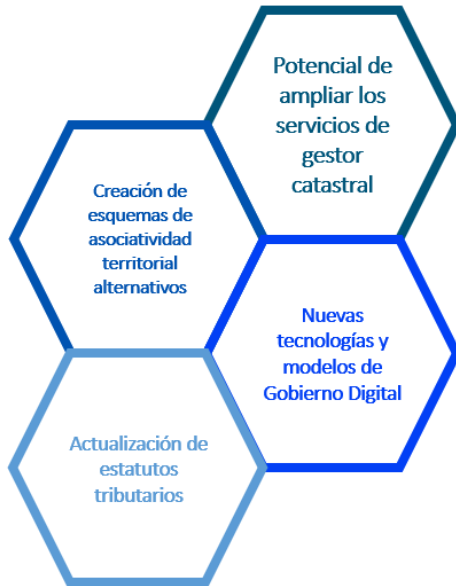 Potencial de
ampliar los
servicios de
gestor
catastral
Creación de
esquemas de
asociatividad
territorial
alternativos
Nuevas
tecnologías y
modelos de
Gobierno Digital
Actualización de
estatutos
tributarios